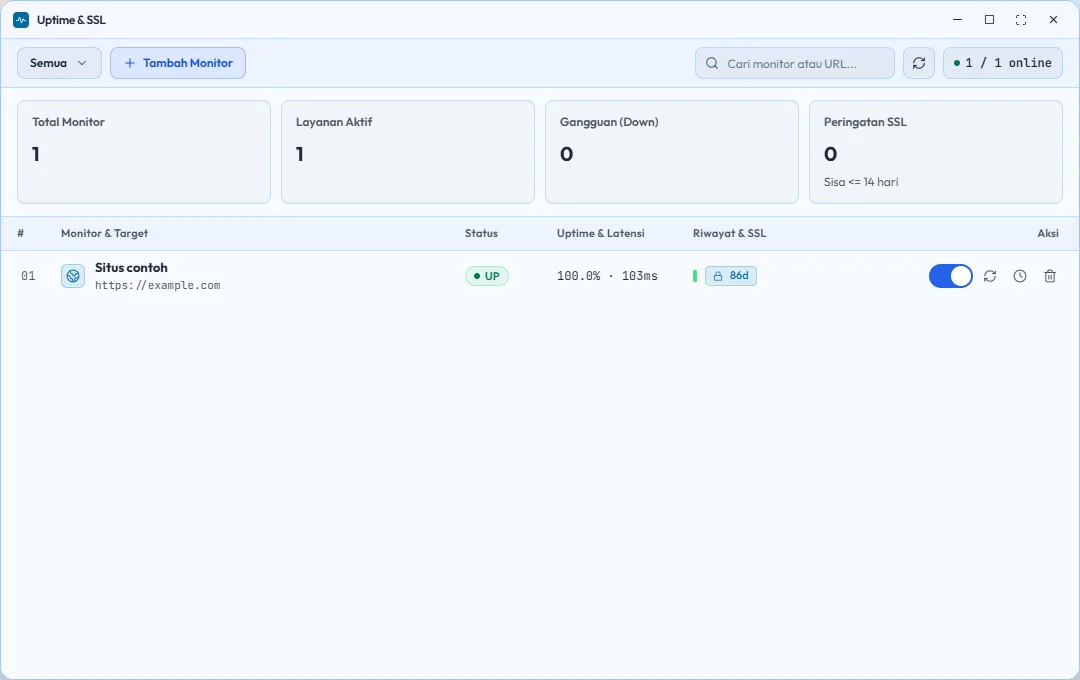 Uptime & SSL
Semua
Tambah Monitor
Cari monitor atau URL...
1 / 1 online
Total Monitor
1
Layanan Aktif
1
Gangguan (Down)
0
Peringatan SSL
0
Sisa <= 14 hari
# Monitor & Target Status Uptime & Latensi Riwayat & SSL Aksi
01 Situs contoh UP 100.0% · 103ms 86d
https://example.com